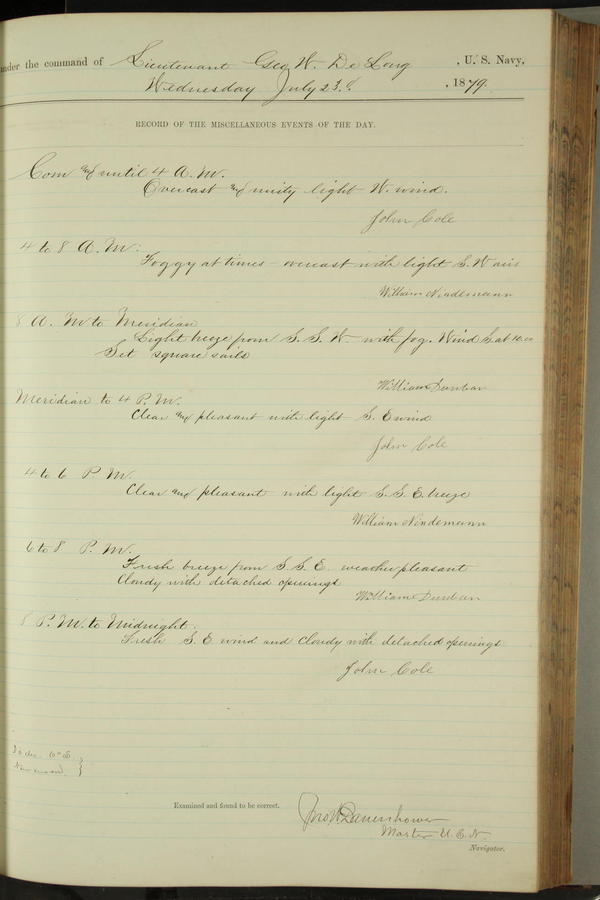 under the command of Lieutenant Geo W. De Long , U. S. Navy,
Wednesday July 23d , 1879.
RECORD OF THE MISCELLANEOUS EVENTS OF THE DAY.
Com and until 4 A. M.
Overcast and misty light W. wind.
John Cole
4 to 8 A. M:
Foggy at times - overcast with light S. W airs
William Nindemann
8 A. M to Meridian
Light breeze from S. S. W - with fog. Wind S. at 10.00
Set square sails
William Dunbar
Meridian to 4 P. M.
Clear and pleasant with light S. E wind
John Cole
4 to 6 P. M.
Clear and pleasant with light S. S. E. breeze
William Nindemann
6 to 8 P. M.
Fresh breeze from S. S. E. weather pleasant
Cloudy with detached openings
William Dunbar
8 P. M. to Midnight.
Fresh S. E wind and Cloudy with detached openings.
John Cole
Examined and found to be correct.
Jno W Danenhower
Master U. S. N.
Navigator.